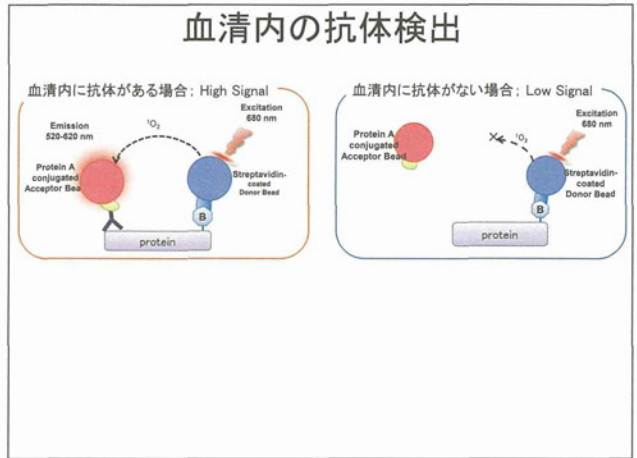 血清内の抗体検出
血清内に抗体がある場合; High Signal
Emission
520-620 nm
¹O₂
Excitation
680 nm
Protein A
conjugated
Acceptor Bea
Streptavidin-
coated
Donor Bead
B
protein
血清内に抗体がない場合; Low Signal
Protein A
conjugated
Acceptor Bead
¹O₂
Excitation
680 nm
Streptavidin-
coated
Donor Bead
B
protein